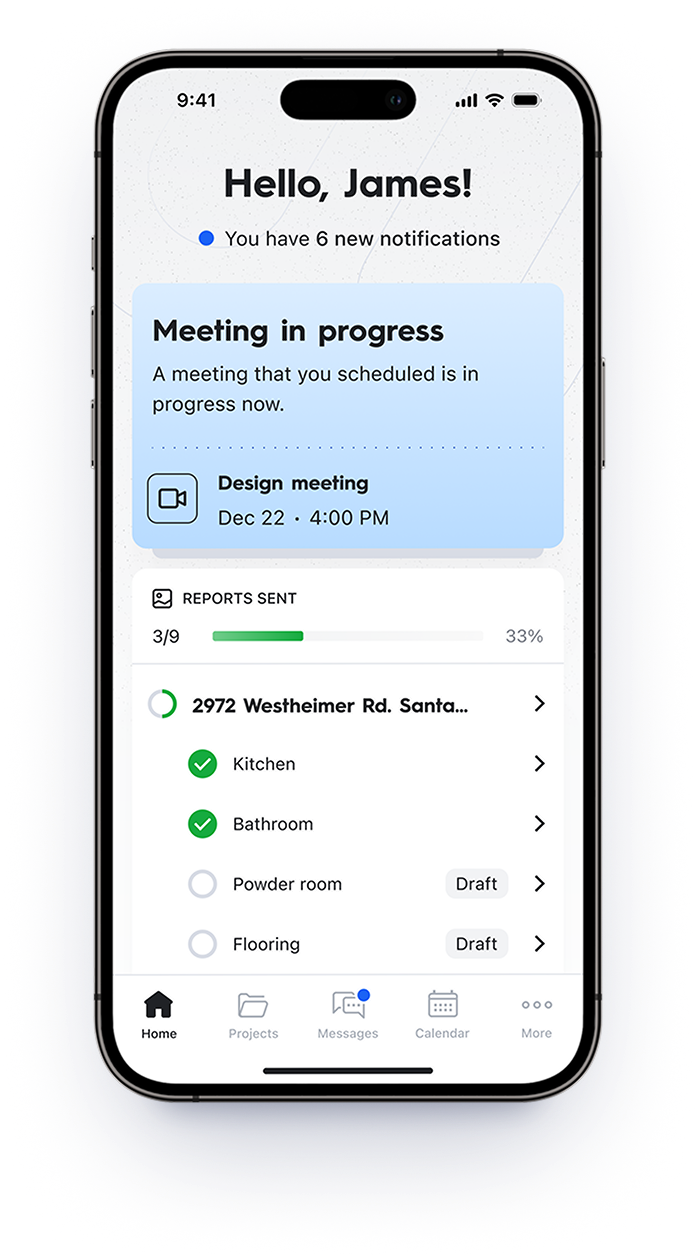 9:41
Hello, James!
You have 6 new notifications
Meeting in progress
A meeting that you scheduled is in
progress now.
Design meeting
Dec 22 · 4:00 PM
REPORTS SENT
3/9 33%
2972 Westheimer Rd. Santa...
Kitchen
Bathroom
Powder room Draft
Flooring Draft
Home Projects Messages Calendar More